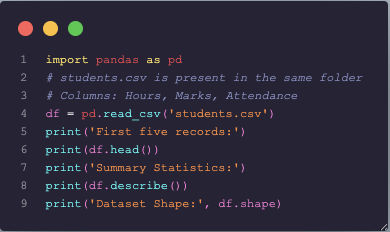 1 import pandas as pd
2 # students.csv is present in the same folder
3 # Columns: Hours, Marks, Attendance
4 df = pd.read_csv('students.csv')
5 print('First five records:')
6 print(df.head())
7 print('Summary Statistics:')
8 print(df.describe())
9 print('Dataset Shape:', df.shape)